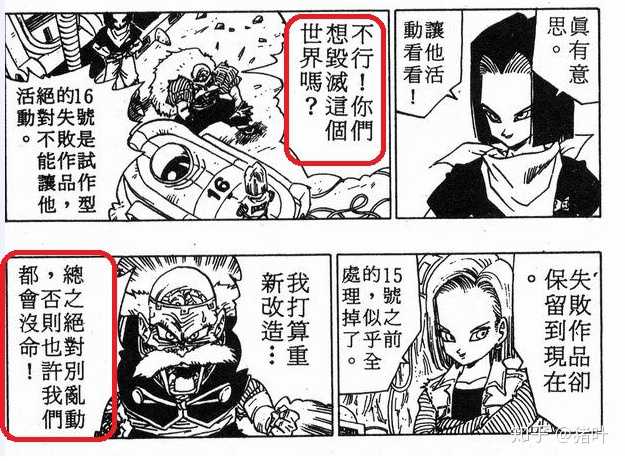 眞有意
思。
讓他活
動看看！
不行！你們
想毀滅這個
世界嗎？
16
16號是試作型
的失敗作品，
絕對不能讓他
活動。
失敗作品卻
保留到現在
。
15號之前
的，似乎全
處理掉了。
我打算重
新改造…
總之絕對別亂動
，否則也許我們
都會沒命！
知乎 @猪叶